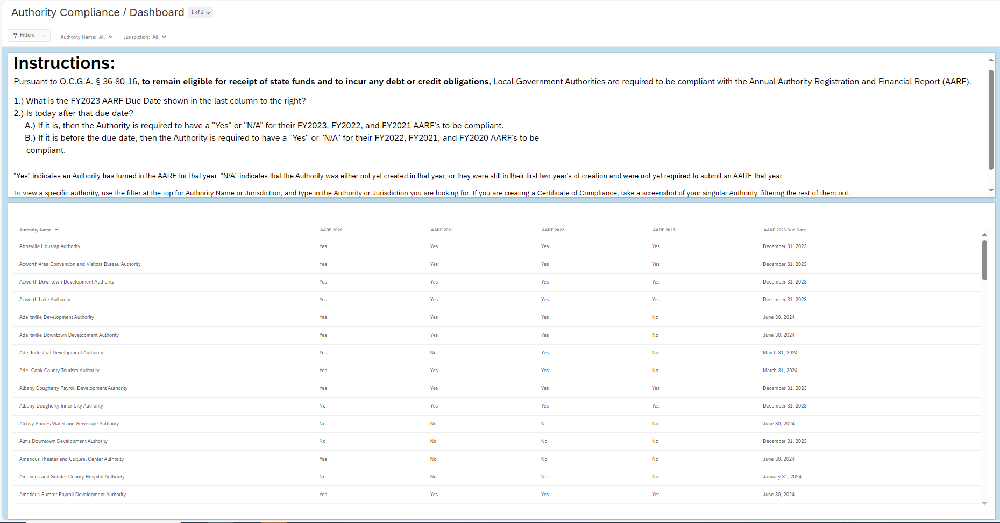 Authority Compliance / Dashboard 1 of 1
Filters Authority Name: All Jurisdiction: All
Instructions:
Pursuant to O.C.G.A. § 36-80-16, to remain eligible for receipt of state funds and to incur any debt or credit obligations, Local Government Authorities are required to be compliant with the Annual Authority Registration and Financial Report (AARF).
1.) What is the FY2023 AARF Due Date shown in the last column to the right?
2.) Is today after that due date?
A.) If it is, then the Authority is required to have a "Yes" or "N/A" for their FY2023, FY2022, and FY2021 AARF's to be compliant.
B.) If it is before the due date, then the Authority is required to have a "Yes" or "N/A" for their FY2022, FY2021, and FY2020 AARF's to be
compliant.
"Yes" indicates an Authority has turned in the AARF for that year. "N/A" indicates that the Authority was either not yet created in that year, or they were still in their first two year's of creation and were not yet required to submit an AARF that year.
To view a specific authority, use the filter at the top for Authority Name or Jurisdiction, and type in the Authority or Jurisdiction you are looking for. If you are creating a Certificate of Compliance, take a screenshot of your singular Authority, filtering the rest of them out.
Authority Name AARF 2020 AARF 2021 AARF 2022 AARF 2023 AARF 2023 Due Date
Abbeville Housing Authority Yes Yes Yes Yes December 31, 2023
Acworth Area Convention and Visitors Bureau Authority Yes Yes Yes Yes December 31, 2023
Acworth Downtown Development Authority Yes Yes Yes Yes December 31, 2023
Acworth Lake Authority Yes Yes Yes Yes December 31, 2023
Adairsville Development Authority Yes Yes Yes No June 30, 2024
Adairsville Downtown Development Authority Yes Yes Yes No June 30, 2024
Adel Industrial Development Authority Yes No Yes No March 31, 2024
Adel-Cook County Tourism Authority Yes Yes Yes No March 31, 2024
Albany Dougherty Payroll Development Authority Yes Yes Yes Yes December 31, 2023
Albany-Dougherty Inner City Authority No Yes Yes Yes December 31, 2023
Alcovy Shores Water and Sewerage Authority No No No No June 30, 2024
Alma Downtown Development Authority No No No No December 31, 2023
Americus Theater and Cultural Center Authority Yes No No No June 30, 2024
Americus and Sumter County Hospital Authority No No No No January 31, 2024
Americus-Sumter Payroll Development Authority Yes Yes Yes Yes June 30, 2024